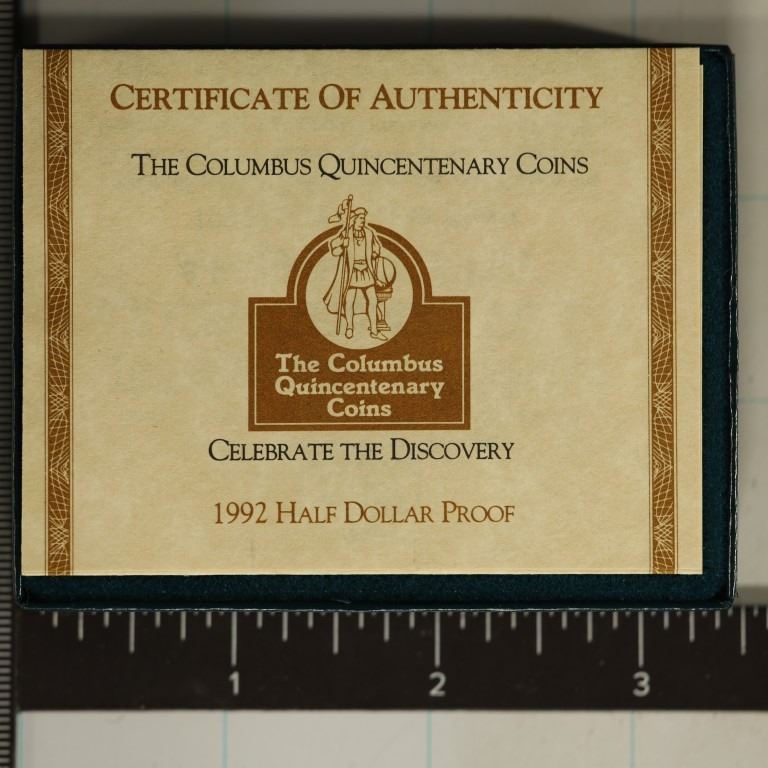 CERTIFICATE OF AUTHENTICITY
THE COLUMBUS QUINCENTENARY COINS
The Columbus
Quincentenary
Coins
CELEBRATE THE DISCOVERY
1992 HALF DOLLAR PROOF
1 2 3